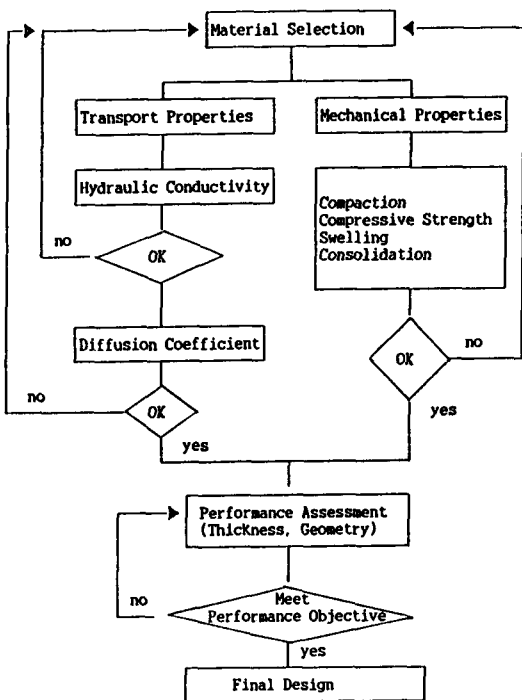 Material Selection
Transport Properties
Mechanical Properties
Hydraulic Conductivity
Compaction
Compressive Strength
Swelling
Consolidation
no
OK
Diffusion Coefficient
OK
no
no
OK
yes
yes
Performance Assessment
(Thickness, Geometry)
Meet
no
Performance Objective
yes
Final Design